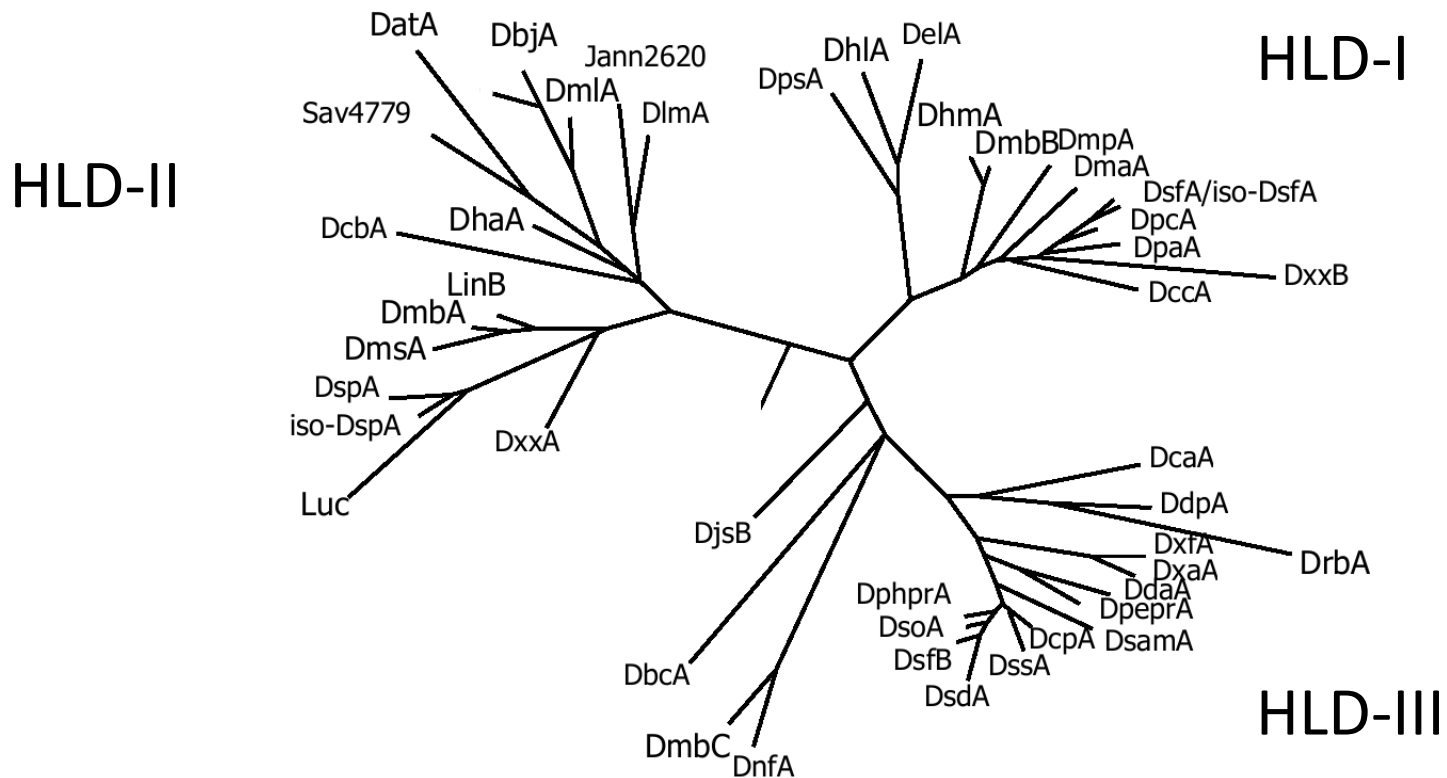 DatA
DbjA
Jann2620
DmlA
DlmA
Sav4779
DcbA
DhaA
HLD-II
LinB
DmbA
DmsA
DspA
iso-DspA
Luc
DxxA
DpsA
DhlA
DelA
HLD-I
DhmA
DmbB
DmpA
DmaA
DsfA/iso-DsfA
DpcA
DpaA
DxxB
DccA
DcaA
DdpA
DrbA
DxfA
DxaA
DdaA
DpeprA
DsamA
DcpA
DssA
DphprA
DsoA
DsfB
DsdA
DjsB
DbcA
DmbC
DnfA
HLD-III